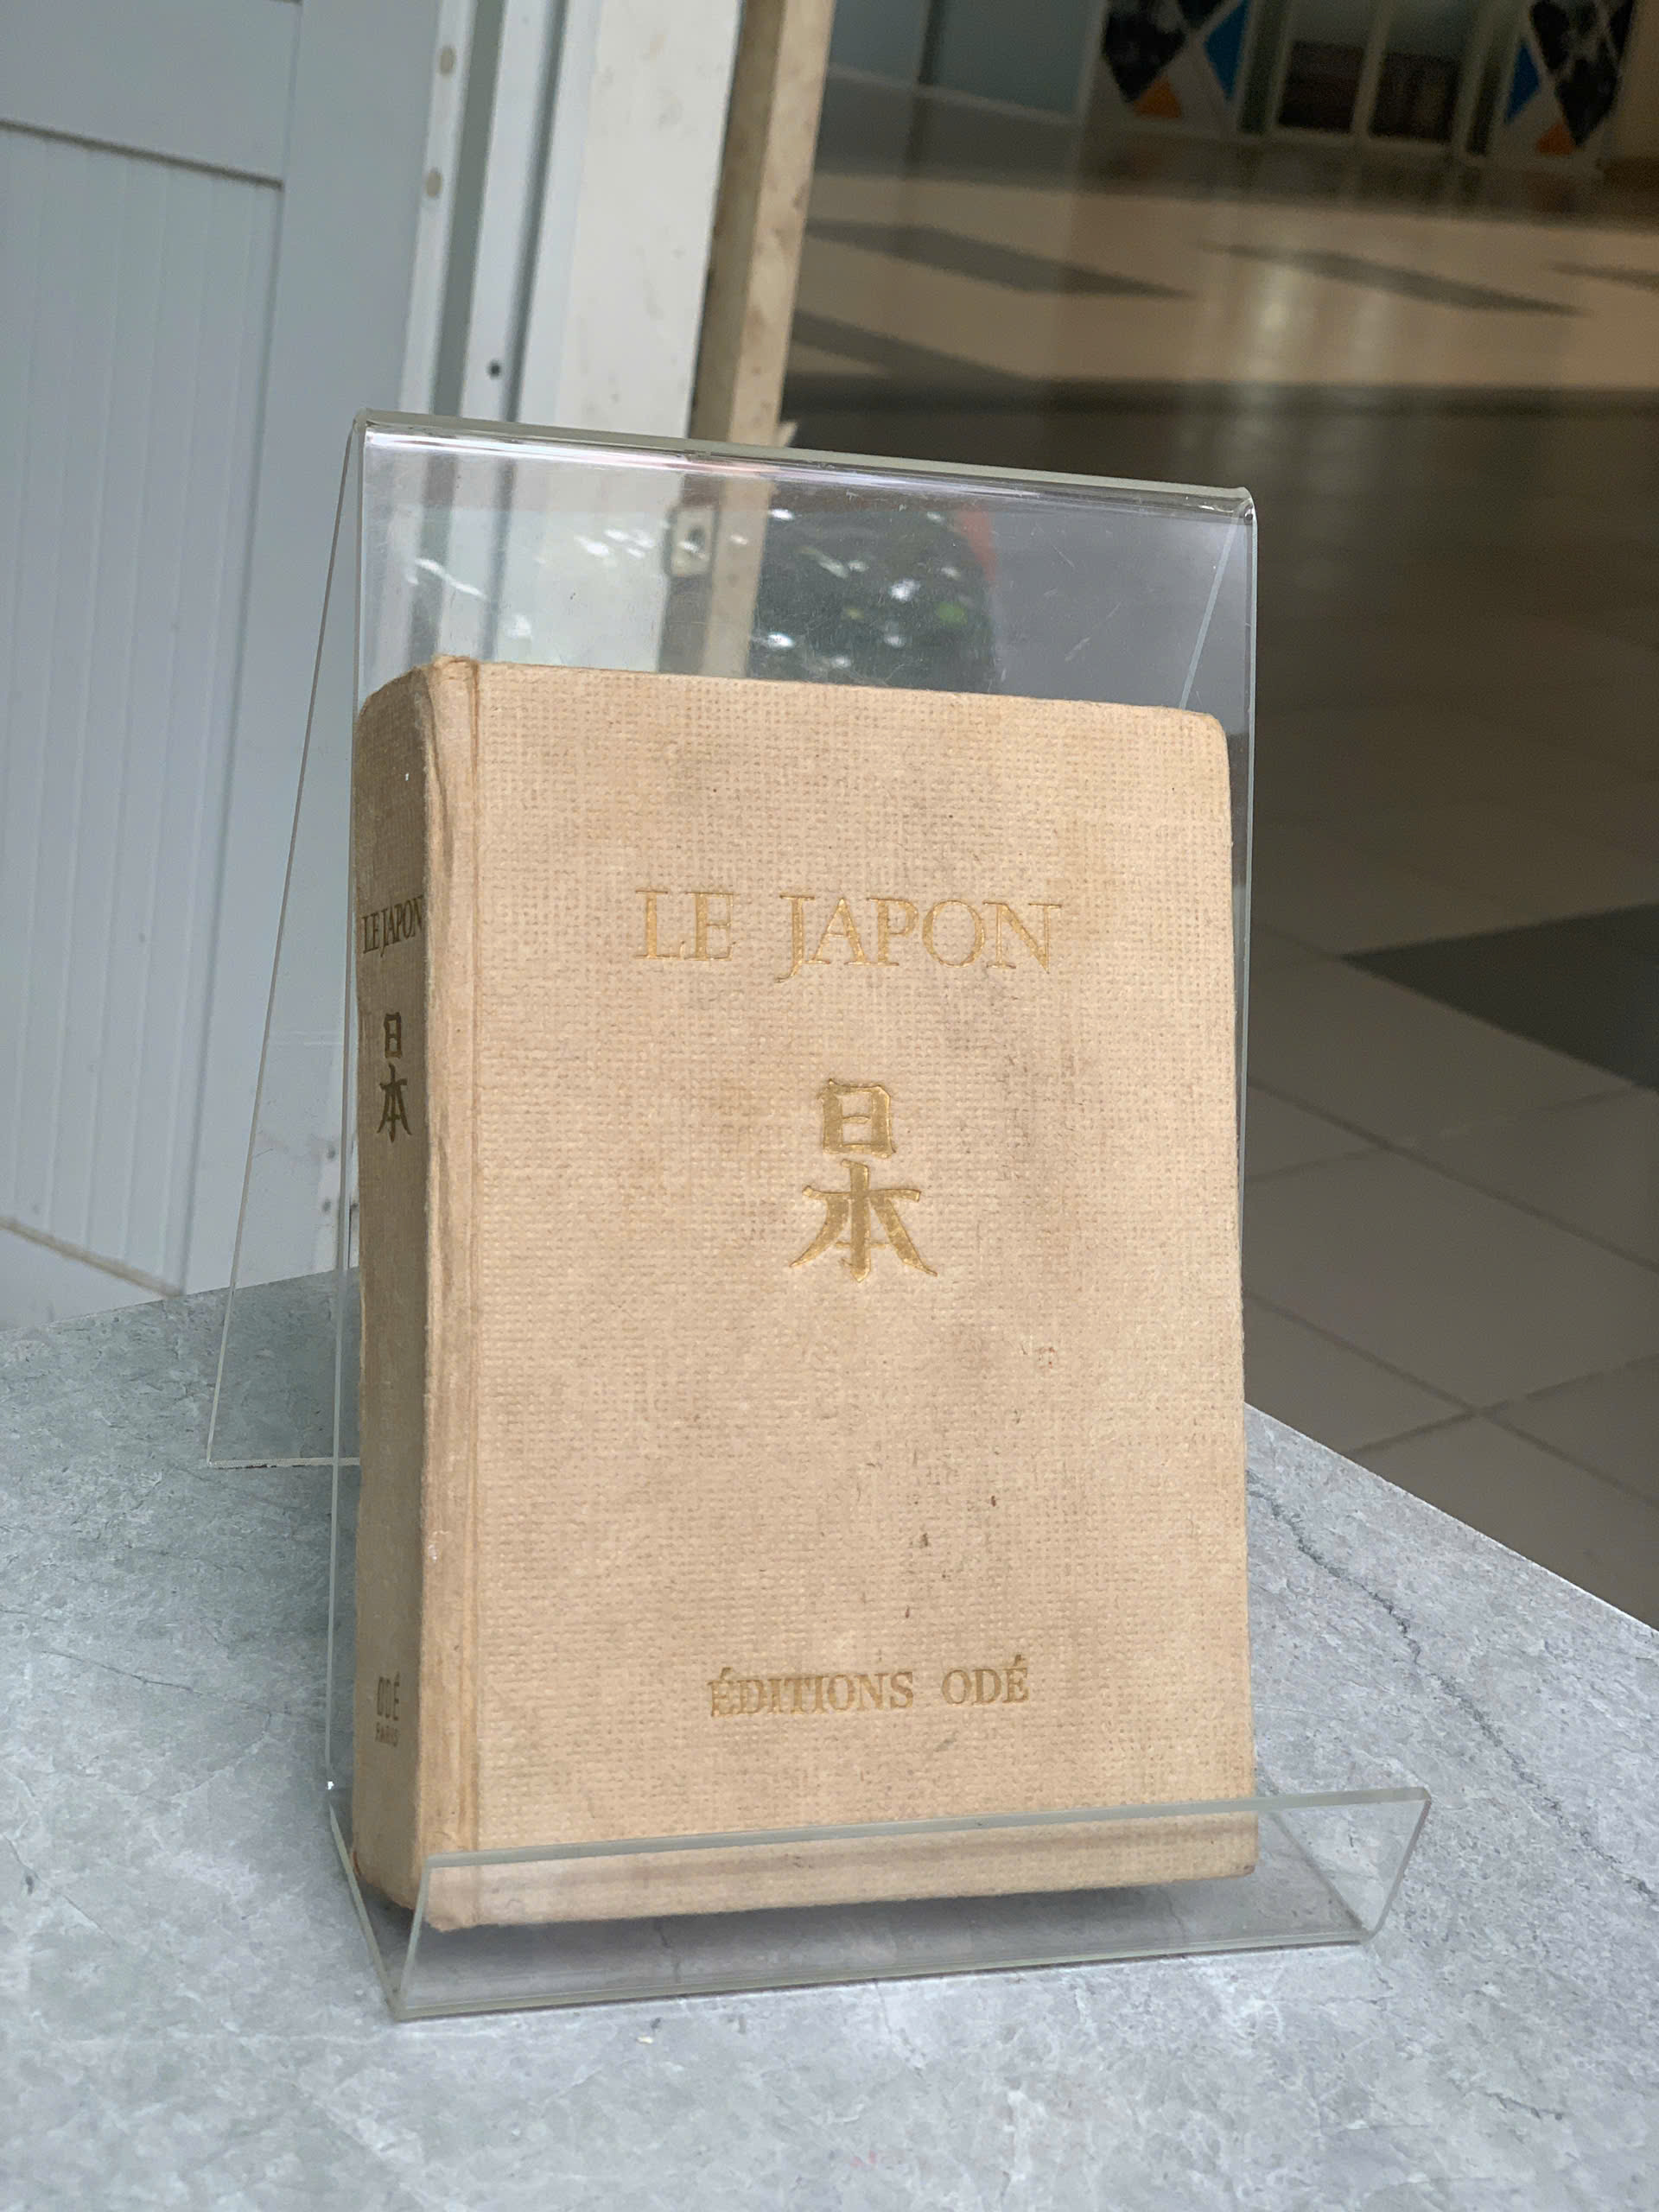 LE JAPON
日
本
ODÉ
PARIS
LE JAPON
日
本
ÉDITIONS ODÉ